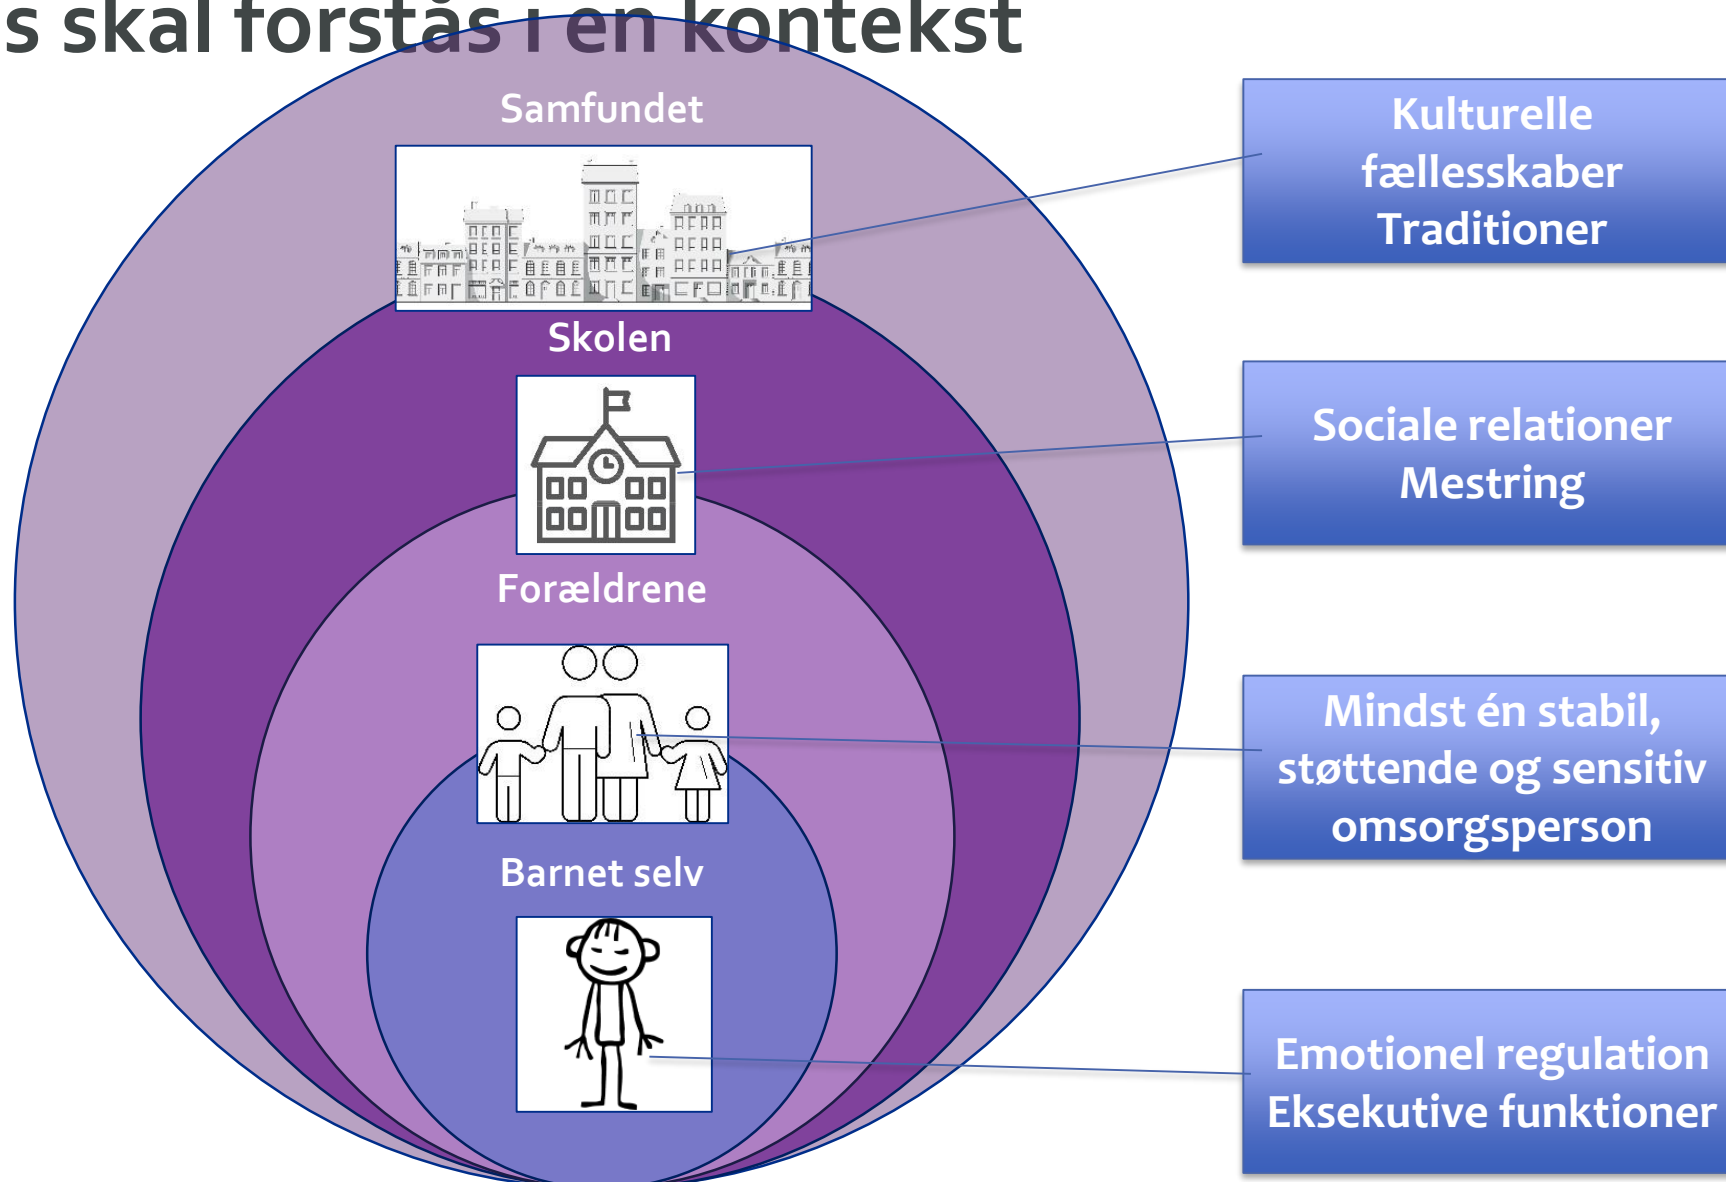 s skal forstås i en kontekst
Samfundet
Skolen
Forældrene
Barnet selv
Kulturelle
fællesskaber
Traditioner
Sociale relationer
Mestring
Mindst én stabil,
støttende og sensitiv
omsorgsperson
Emotionel regulation
Eksekutive funktioner